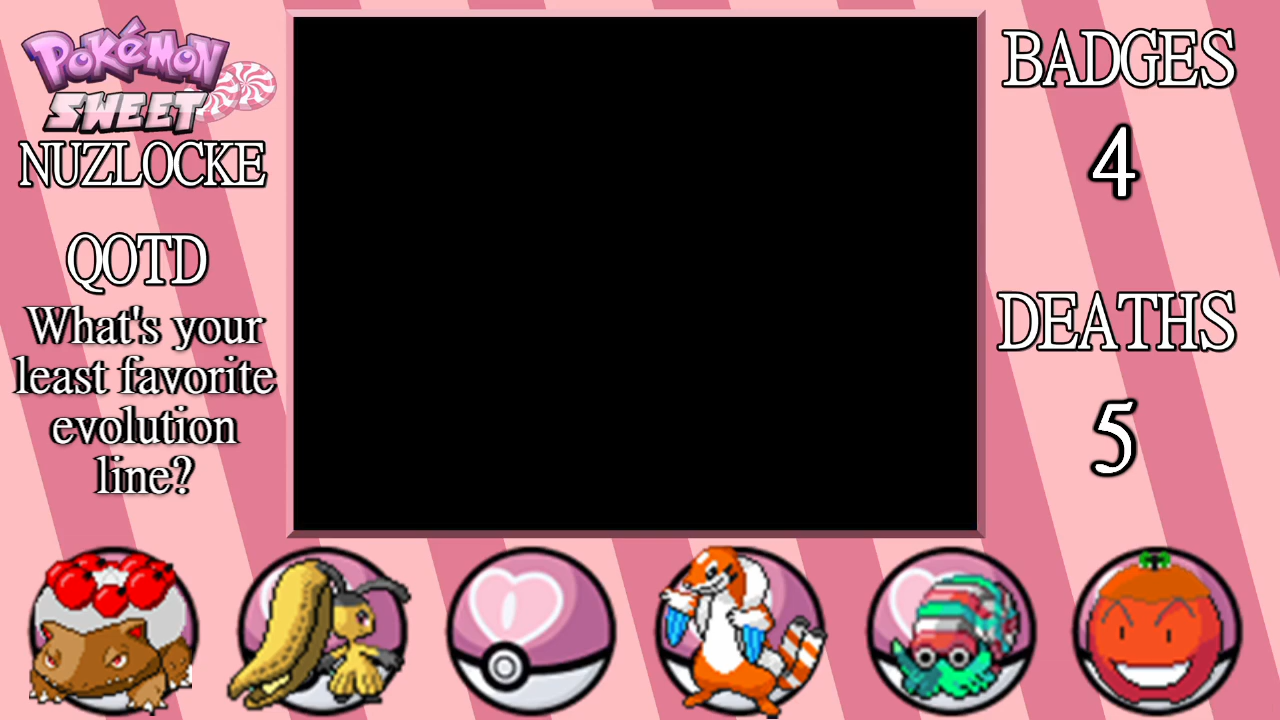 POKéMON
SWEET
NUZLOCKE
QOTD
What's your
least favorite
evolution
line?
BADGES
4
DEATHS
5